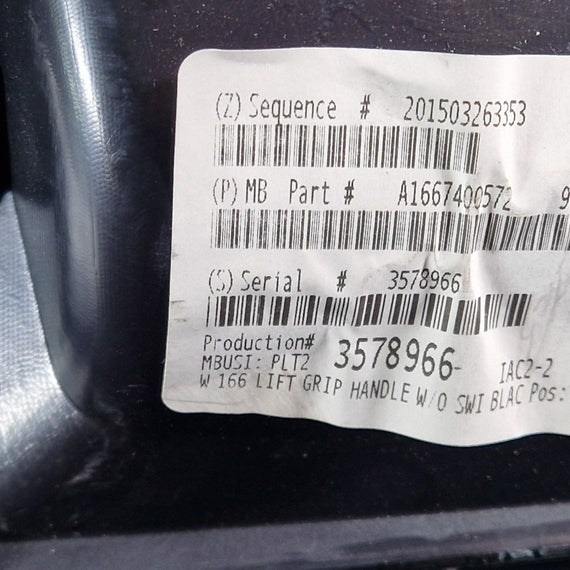 (Z) Sequence # 201503263353
(P) MB Part # A1667400572 9
(S) Serial # 3578966
Production#
MBUSI: PLT2 3578966- IAC2-2
W 166 LIFT GRIP HANDLE W/O SWI BLAC Pos: